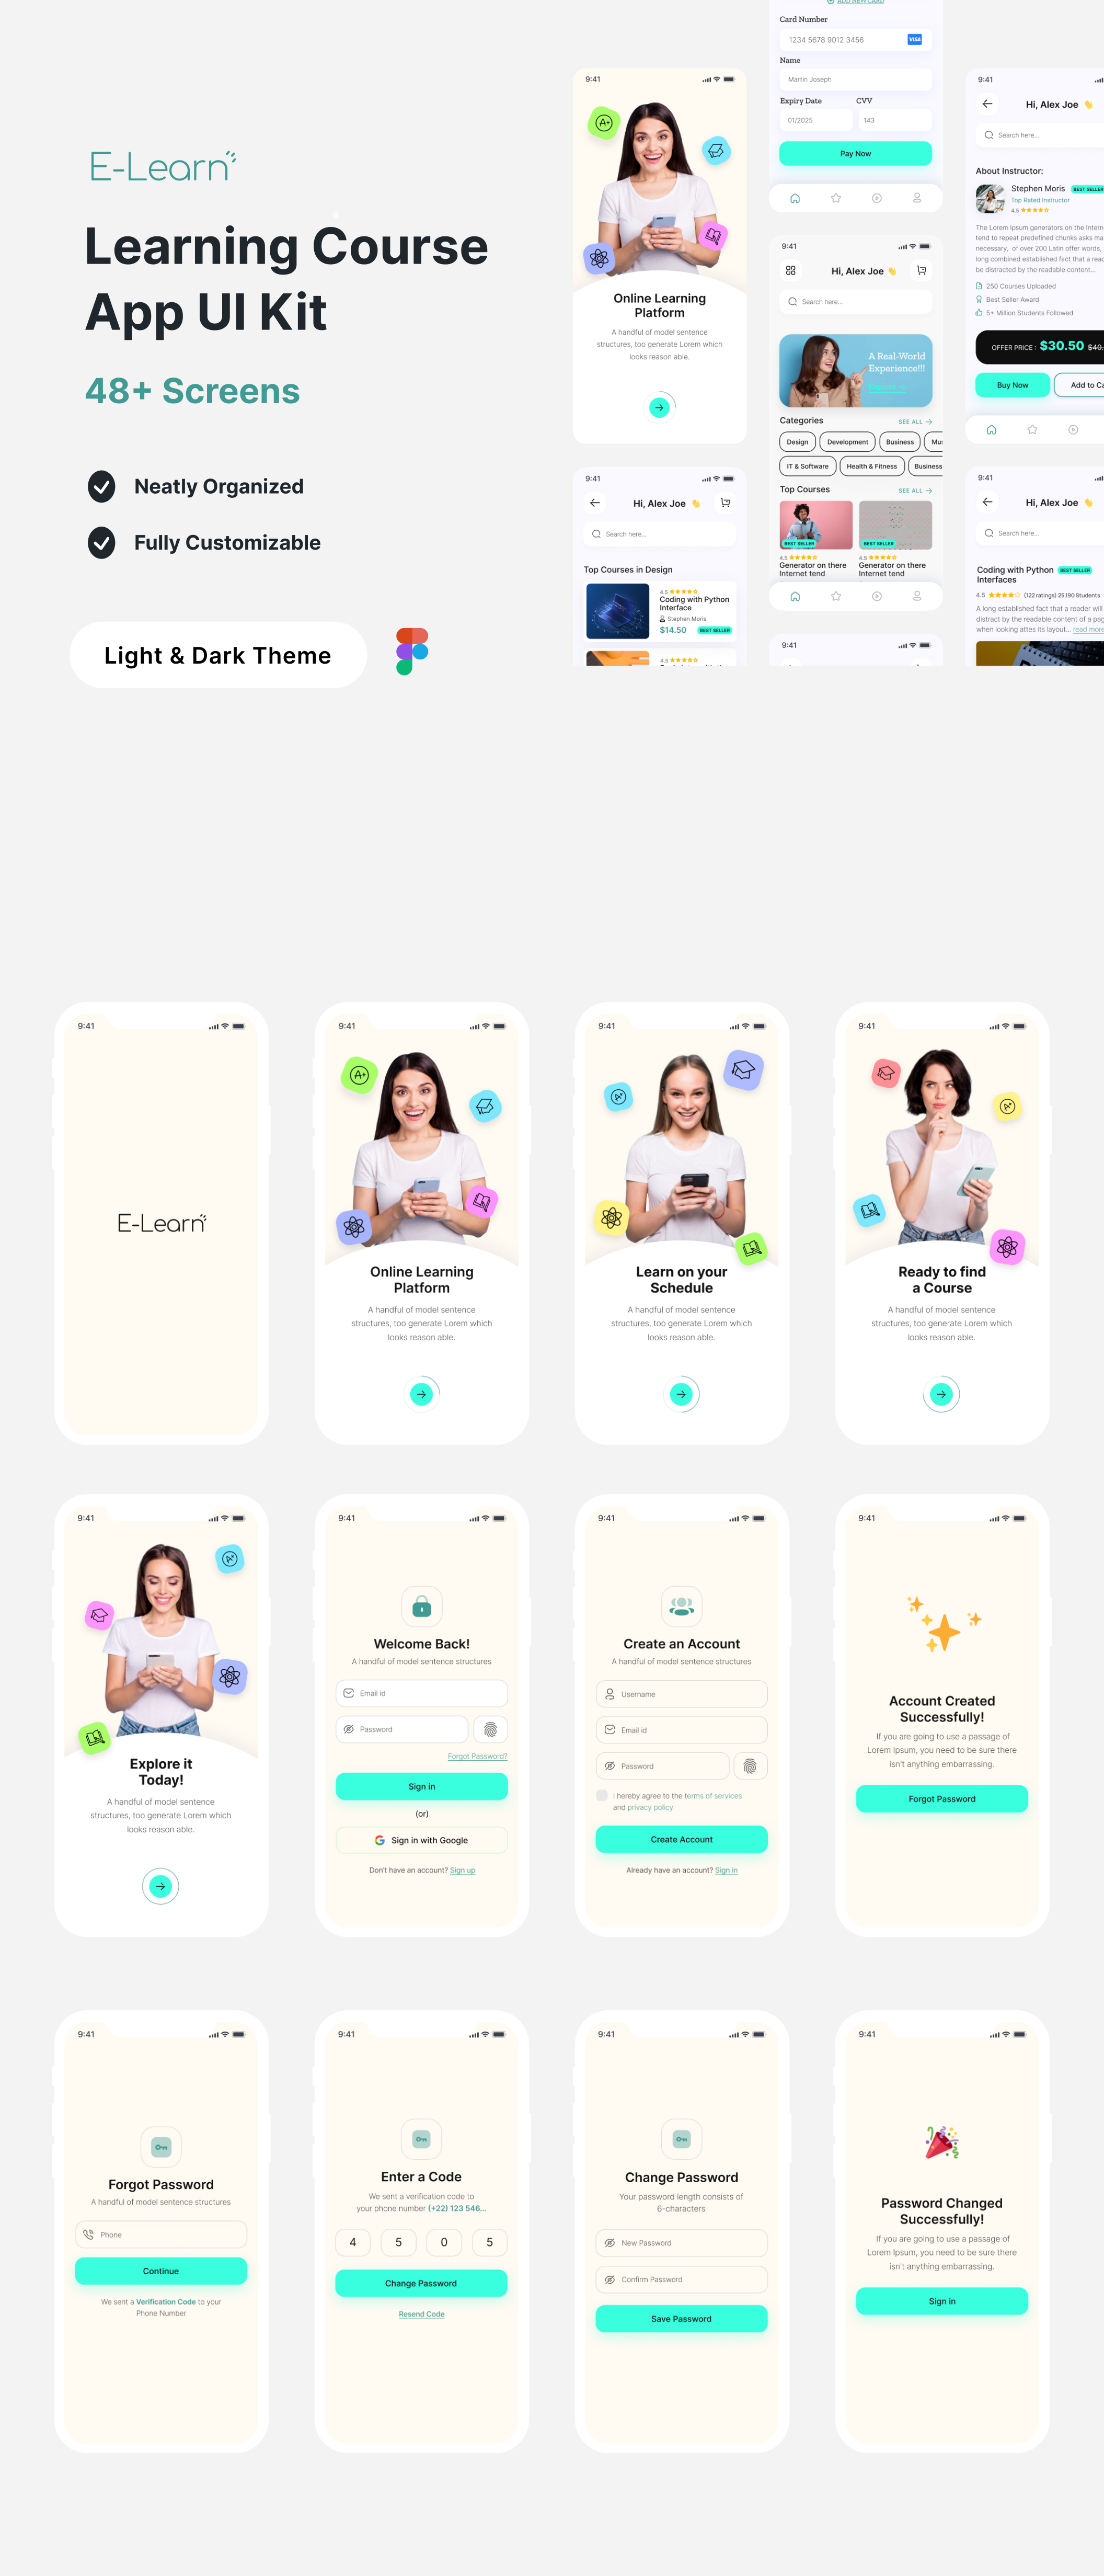 E-Learn
Learning Course
App UI Kit
48+ Screens
Neatly Organized
Fully Customizable
Light & Dark Theme
9:41
A+
Online Learning
Platform
A handful of model sentence
structures, too generate Lorem which
looks reason able.
9:41
Hi, Alex Joe
Search here...
Top Courses in Design
4.5
Coding with Python
Interface
Stephen Moris
$14.50
BEST SELLER
4.5
ADD NEW CARD
Card Number
1234 5678 9012 3456
VISA
Name
Martin Joseph
Expiry Date
CVV
01/2025
143
Pay Now
9:41
Hi, Alex Joe
Search here...
A Real-World
Experience!!!
Categories
SEE ALL
Design
Development
Business
IT & Software
Health & Fitness
Business
Top Courses
SEE ALL
BEST SELLER
BEST SELLER
4.5
4.5
Generator on there
Internet tend
Generator on there
Internet tend
9:41
9:41
Hi, Alex Joe
Search here...
About Instructor:
Stephen Moris
BEST SELLER
Top Rated Instructor
4.5
The Lorem Ipsum generators on the Intern
tend to repeat predefined chunks asks ma
necessary, of over 200 Latin offer words,
long combined established fact that a read
be distracted by the readable content...
250 Courses Uploaded
Best Seller Award
5+ Million Students Followed
OFFER PRICE :
$30.50
$40.
Buy Now
Add to Ca
9:41
Hi, Alex Joe
Search here...
Coding with Python
BEST SELLER
Interfaces
4.5
(122 ratings) 25,190 Students
A long established fact that a reader will
distract by the readable content of a pag
when looking attes its layout... read more
9:41
E-Learn
9:41
A+
Online Learning
Platform
A handful of model sentence
structures, too generate Lorem which
looks reason able.
9:41
Learn on your
Schedule
A handful of model sentence
structures, too generate Lorem which
looks reason able.
9:41
Ready to find
a Course
A handful of model sentence
structures, too generate Lorem which
looks reason able.
9:41
Explore it
Today!
A handful of model sentence
structures, too generate Lorem which
looks reason able.
9:41
Welcome Back!
A handful of model sentence structures
Email id
Password
Forgot Password?
Sign in
(or)
Sign in with Google
Don't have an account? Sign up
9:41
Create an Account
A handful of model sentence structures
Username
Email id
Password
I hereby agree to the terms of services
and privacy policy
Create Account
Already have an account? Sign in
9:41
Account Created
Successfully!
If you are going to use a passage of
Lorem Ipsum, you need to be sure there
isn't anything embarrassing.
Forgot Password
9:41
Forgot Password
A handful of model sentence structures
Phone
Continue
We sent a Verification Code to your
Phone Number
9:41
Enter a Code
We sent a verification code to
your phone number (+22) 123 546...
4 5 0 5
Change Password
Resend Code
9:41
Change Password
Your password length consists of
6-characters
New Password
Confirm Password
Save Password
9:41
Password Changed
Successfully!
If you are going to use a passage of
Lorem Ipsum, you need to be sure there
isn't anything embarrassing.
Sign in